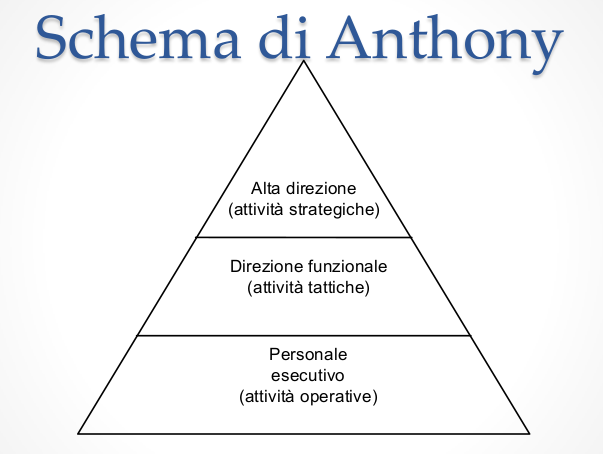 Schema di Anthony
Alta direzione
(attività strategiche)
Direzione funzionale
(attività tattiche)
Personale
esecutivo
(attività operative)